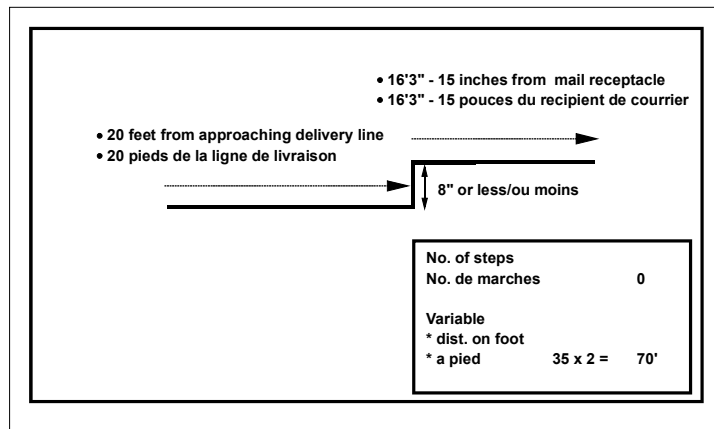 • 16'3" - 15 inches from mail receptacle
• 16'3" - 15 pouces du recipient de courrier
• 20 feet from approaching delivery line
• 20 pieds de la ligne de livraison
8" or less/ou moins
No. of steps
No. de marches 0
Variable
* dist. on foot
* a pied 35 x 2 = 70'